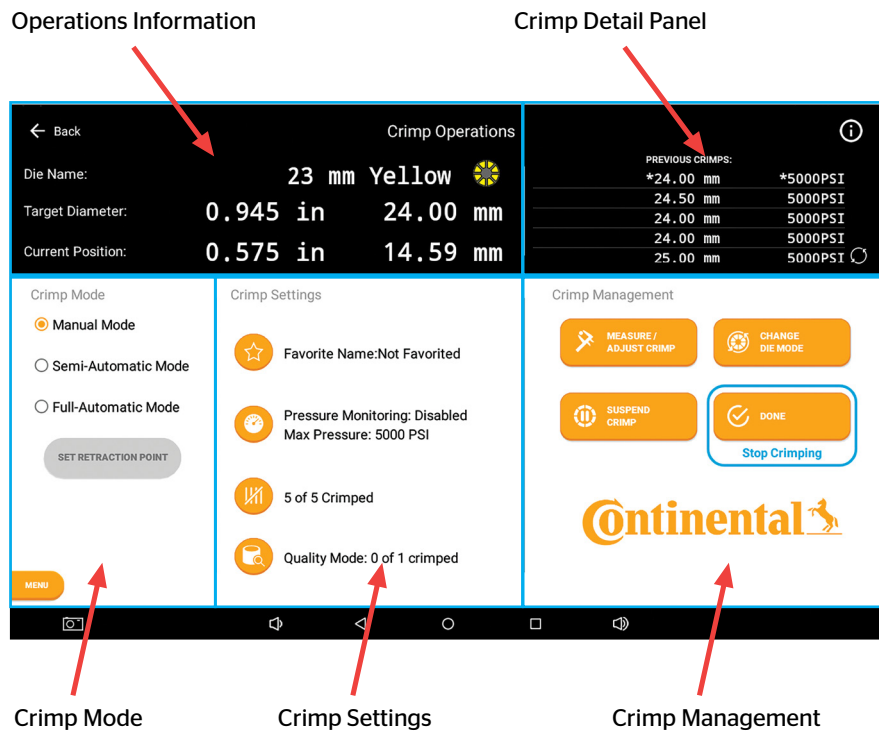 Operations Information
Crimp Detail Panel
Back
Crimp Operations
Die Name:
23 mm Yellow
Target Diameter:
0.945 in
24.00 mm
Current Position:
0.575 in
14.59 mm
PREVIOUS CRIMPS:
*24.00 mm *5000PSI
24.50 mm 5000PSI
24.00 mm 5000PSI
24.00 mm 5000PSI
25.00 mm 5000PSI
Crimp Mode
Manual Mode
Semi-Automatic Mode
Full-Automatic Mode
SET RETRACTION POINT
MENU
Crimp Settings
Favorite Name:Not Favorited
Pressure Monitoring: Disabled
Max Pressure: 5000 PSI
5 of 5 Crimped
Quality Mode: 0 of 1 crimped
Crimp Management
MEASURE /
ADJUST CRIMP
CHANGE
DIE MODE
SUSPEND
CRIMP
DONE
Stop Crimping
Continental
Crimp Mode
Crimp Settings
Crimp Management